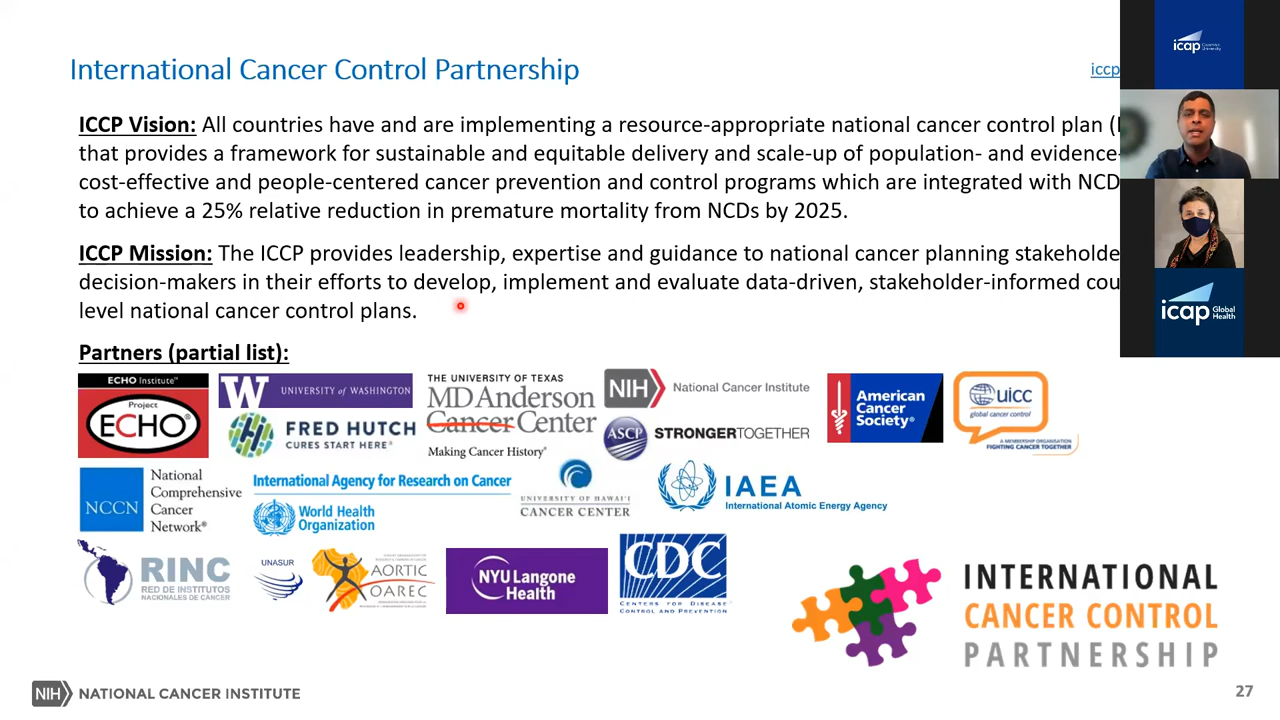 International Cancer Control Partnership
iccp
ICCP Vision: All countries have and are implementing a resource-appropriate national cancer control plan (
that provides a framework for sustainable and equitable delivery and scale-up of population- and evidence-
cost-effective and people-centered cancer prevention and control programs which are integrated with NCD
to achieve a 25% relative reduction in premature mortality from NCDs by 2025.
ICCP Mission: The ICCP provides leadership, expertise and guidance to national cancer planning stakeholde
decision-makers in their efforts to develop, implement and evaluate data-driven, stakeholder-informed cou
level national cancer control plans.
Partners (partial list):
ECHO Institute™
Project
ECHO®
W UNIVERSITY of WASHINGTON
FRED HUTCH
CURES START HERE®
THE UNIVERSITY OF TEXAS
MD Anderson
Cancer Center
Making Cancer History®
NIH National Cancer Institute
ASCP STRONGERTOGETHER
American
Cancer
Society®
uicc
global cancer control
A MEMBERSHIP ORGANISATION
FIGHTING CANCER TOGETHER
NCCN
National
Comprehensive
Cancer
Network®
International Agency for Research on Cancer
World Health
Organization
UNIVERSITY OF HAWAI'I
CANCER CENTER
IAEA
International Atomic Energy Agency
RINC
RED DE INSTITUTOS
NACIONALES DE CANCER
UNASUR
AORTIC
OAREC
NYU Langone
Health
CDC
CENTERS FOR DISEASE
CONTROL AND PREVENTION
INTERNATIONAL
CANCER CONTROL
PARTNERSHIP
NIH NATIONAL CANCER INSTITUTE
27
icap Columbia University
icap Global
Health